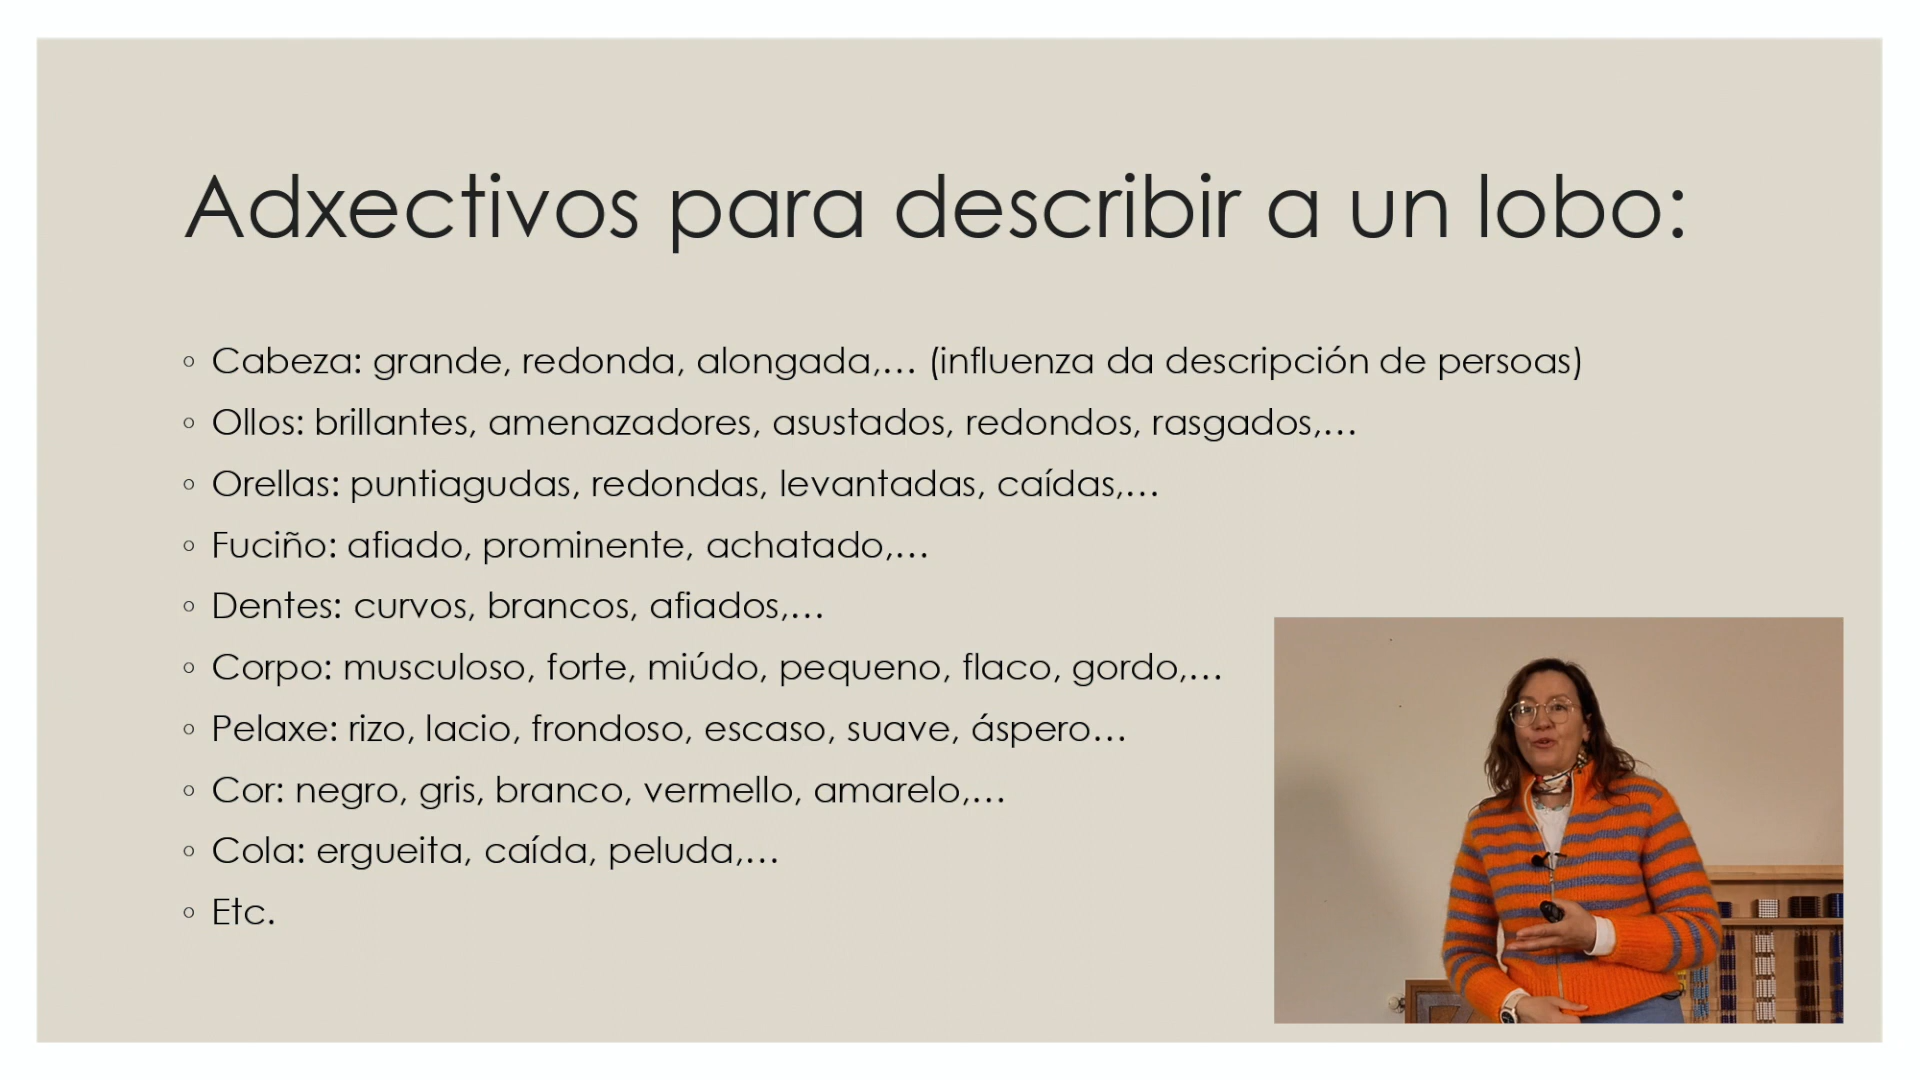 Adxectivos para describir a un lobo:
◦ Cabeza: grande, redonda, alongada,… (influenza da descripción de persoas)
◦ Ollos: brillantes, amenazadores, asustados, redondos, rasgados,…
◦ Orellas: puntiagudas, redondas, levantadas, caídas,…
◦ Fuciño: afiado, prominente, achatado,…
◦ Dentes: curvos, brancos, afiados,…
◦ Corpo: musculoso, forte, miúdo, pequeno, flaco, gordo,…
◦ Pelaxe: rizo, lacio, frondoso, escaso, suave, áspero…
◦ Cor: negro, gris, branco, vermello, amarelo,…
◦ Cola: ergueita, caída, peluda,…
◦ Etc.